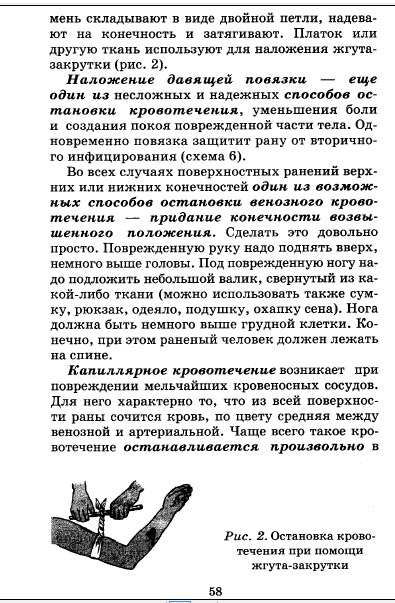 мень складывают в виде двойной петли, надева-
ют на конечность и затягивают. Платок или
другую ткань используют для наложения жгута-
закрутки (рис. 2).
Наложение давящей повязки — еще
один из несложных и надежных способов ос-
тановки кровотечения, уменьшения боли
и создания покоя поврежденной части тела. Од-
новременно повязка защитит рану от вторично-
го инфицирования (схема 6).
Во всех случаях поверхностных ранений верх-
них или нижних конечностей один из возмож-
ных способов остановки венозного крово-
течения — придание конечности возвы-
шенного положения. Сделать это довольно
просто. Поврежденную руку надо поднять вверх,
немного выше головы. Под поврежденную ногу на-
до подложить небольшой валик, свернутый из ка-
кой-либо ткани (можно использовать также сум-
ку, рюкзак, одеяло, подушку, охапку сена). Нога
должна быть немного выше грудной клетки. Ко-
нечно, при этом раненый человек должен лежать
на спине.
Капиллярное кровотечение возникает при
повреждении мельчайших кровеносных сосудов.
Для него характерно то, что из всей поверхнос-
ти раны сочится кровь, по цвету средняя между
венозной и артериальной. Чаще всего такое кро-
вотечение останавливается произвольно в
Рис. 2. Остановка крово-
течения при помощи
жгута-закрутки
58